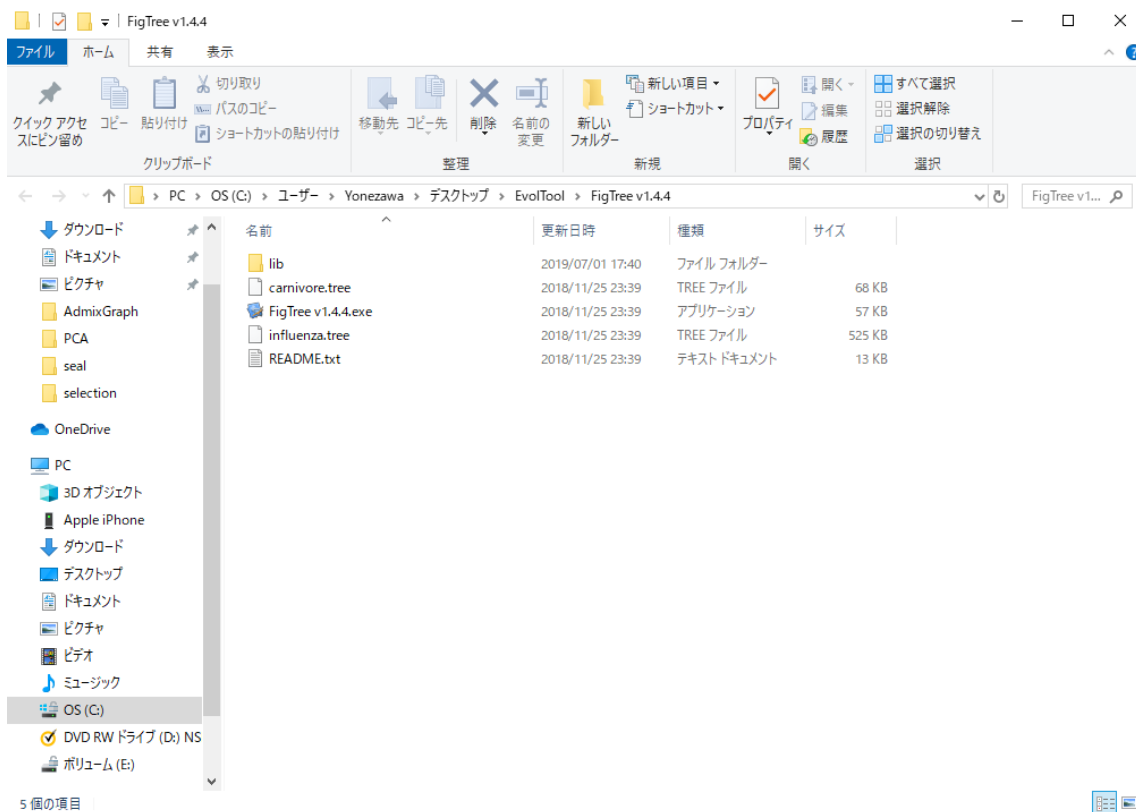 FigTree v1.4.4
ファイル ホーム 共有 表示
クイック アクセスにピン留め
コピー
貼り付け
切り取り
パスのコピー
ショートカットの貼り付け
クリップボード
移動先
コピー先
削除
名前の変更
整理
新しいフォルダー
新しい項目
ショートカット
新規
プロパティ
開く
編集
履歴
開く
すべて選択
選択解除
選択の切り替え
選択
PC › OS (C:) › ユーザー › Yonezawa › デスクトップ › EvolTool › FigTree v1.4.4
FigTree v1...
ダウンロード
ドキュメント
ピクチャ
AdmixGraph
PCA
seal
selection
OneDrive
PC
3D オブジェクト
Apple iPhone
ダウンロード
デスクトップ
ドキュメント
ピクチャ
ビデオ
ミュージック
OS (C:)
DVD RW ドライブ (D:) NS
ボリューム (E:)
名前 更新日時 種類 サイズ
lib 2019/07/01 17:40 ファイル フォルダー
carnivore.tree 2018/11/25 23:39 TREE ファイル 68 KB
FigTree v1.4.4.exe 2018/11/25 23:39 アプリケーション 57 KB
influenza.tree 2018/11/25 23:39 TREE ファイル 525 KB
README.txt 2018/11/25 23:39 テキスト ドキュメント 13 KB
5 個の項目